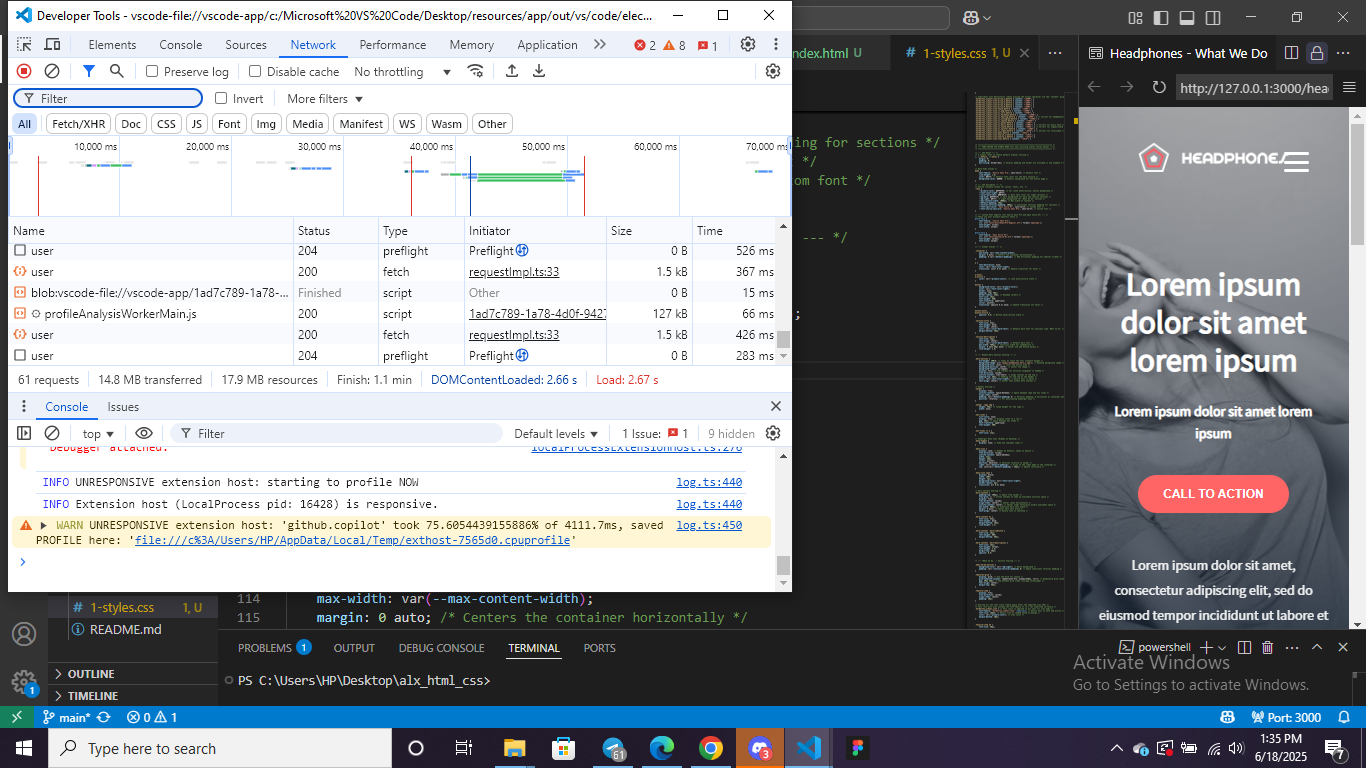 Developer Tools - vscode-file://vscode-app/c:/Microsoft%20VS%20Code/Desktop/resources/app/out/vs/code/elec...
Elements Console Sources Network Performance Memory Application 2 8 1
Preserve log Disable cache No throttling
Filter Invert More filters
All Fetch/XHR Doc CSS JS Font Img Media Manifest WS Wasm Other
10,000 ms 20,000 ms 30,000 ms 40,000 ms 50,000 ms 60,000 ms 70,000 ms
Name Status Type Initiator Size Time
user 204 preflight Preflight 0 B 526 ms
user 200 fetch requestImpl.ts:33 1.5 kB 367 ms
blob:vscode-file://vscode-app/1ad7c789-1a78-... Finished script Other 0 B 15 ms
profileAnalysisWorkerMain.js 200 script 1ad7c789-1a78-4d0f-9427 127 kB 66 ms
user 200 fetch requestImpl.ts:33 1.5 kB 426 ms
user 204 preflight Preflight 0 B 283 ms
61 requests 14.8 MB transferred 17.9 MB resources Finish: 1.1 min DOMContentLoaded: 2.66 s Load: 2.67 s
Console Issues
top Filter Default levels 1 Issue: 1 9 hidden
Debugger attached. localProcessExtensionHost.ts:276
INFO UNRESPONSIVE extension host: starting to profile NOW log.ts:440
INFO Extension host (LocalProcess pid: 16428) is responsive. log.ts:440
WARN UNRESPONSIVE extension host: 'github.copilot' took 75.60544439155886% of 4111.7ms, saved log.ts:450
PROFILE here: 'file:///c%3A/Users/HP/AppData/Local/Temp/exthost-7565d0.cpuprofile'
index.html U 1-styles.css 1, U
ing for sections */
*/
om font */
--- */
;
114 max-width: var(--max-content-width);
115 margin: 0 auto; /* Centers the container horizontally */
1-styles.css 1, U
README.md
OUTLINE
TIMELINE
1
PROBLEMS 1 OUTPUT DEBUG CONSOLE TERMINAL PORTS
powershell
PS C:\Users\HP\Desktop\alx_html_css>
Headphones - What We Do
http://127.0.0.1:3000/hea
HEADPHONES
Lorem ipsum
dolor sit amet
lorem ipsum
Lorem ipsum dolor sit amet lorem
ipsum
CALL TO ACTION
Lorem ipsum dolor sit amet,
consectetur adipiscing elit, sed do
eiusmod tempor incididunt ut labore et
Activate Windows
Go to Settings to activate Windows.
main* 0 1 Port: 3000
Type here to search
61
3
1:35 PM
6/18/2025
7